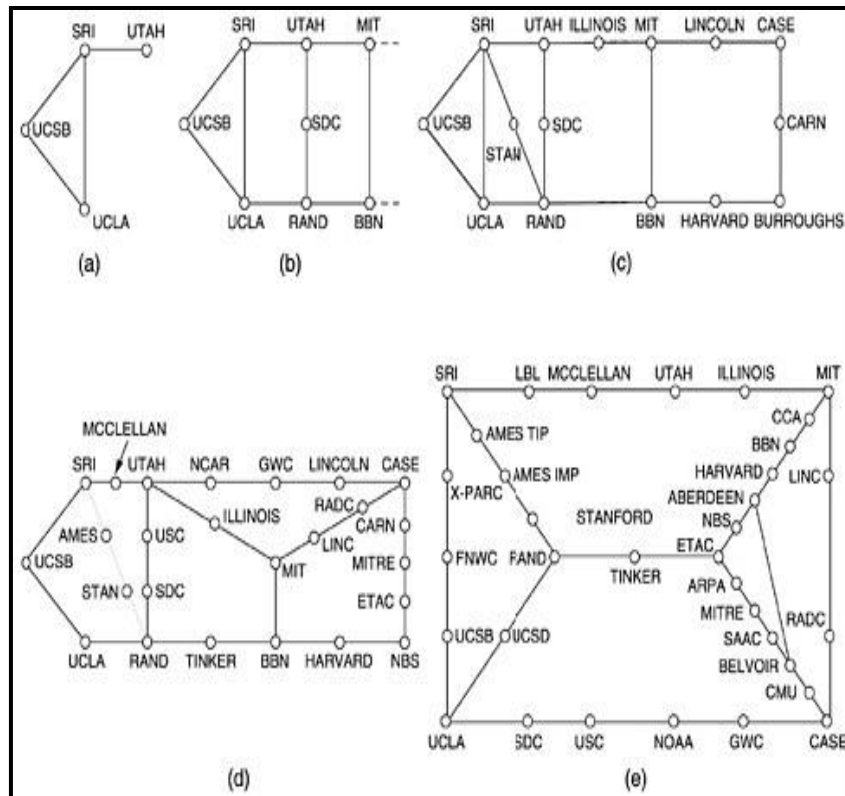 SRI UTAH
UCSB
UCLA
(a)
SRI UTAH MIT
UCSB SDC
UCLA RAND BBN
(b)
SRI UTAH ILLINOIS MIT LINCOLN CASE
UCSB STAN SDC CARN
UCLA RAND BBN HARVARD BURROUGHS
(c)
MCCLELLAN
SRI UTAH NCAR GWC LINCOLN CASE
RADC
ILLINOIS CARN
AMES USC LINC
UCSB MIT MITRE
STAN SDC ETAC
UCLA RAND TINKER BBN HARVARD NBS
(d)
SRI LBL MCCLELLAN UTAH ILLINOIS MIT
CCA
AMES TIP BBN
AMES IMP HARVARD LINC
X-PARC ABERDEEN
STANFORD NBS
FNWC RAND ETAC
TINKER ARPA
MITRE
UCSB UCSD SAAC RADC
BELVOIR
CMU
UCLA SDC USC NOAA GWC CASE
(e)